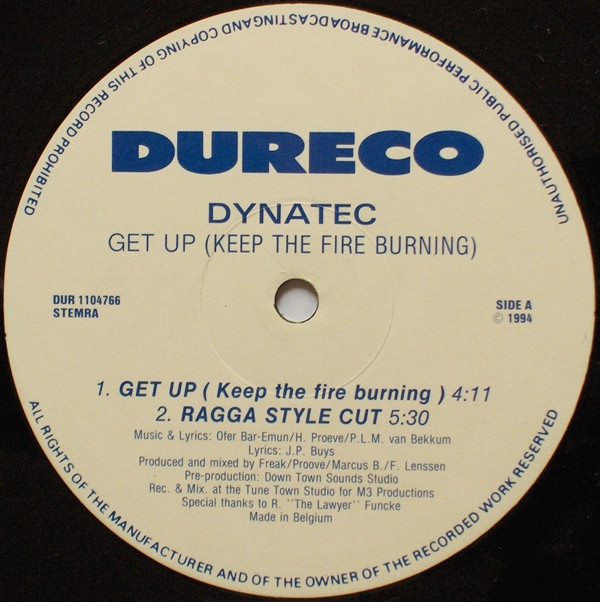 UNAUTHORISED PUBLIC PERFORMANCE BROADCASTING AND COPYING OF THIS RECORD PROHIBITED
DURECO
DYNATEC
GET UP (KEEP THE FIRE BURNING)
DUR 1104766
STEMRA
SIDE A
© 1994
1. GET UP ( Keep the fire burning ) 4:11
2. RAGGA STYLE CUT 5:30
Music & Lyrics: Ofer Bar-Emun/H. Proeve/P.L.M. van Bekkum
Lyrics: J.P. Buys
Produced and mixed by Freak/Proove/Marcus B./F. Lenssen
Pre-production: Down Town Sounds Studio
Rec. & Mix. at the Tune Town Studio for M3 Productions
Special thanks to R. ''The Lawyer'' Funcke
Made in Belgium
ALL RIGHTS OF THE MANUFACTURER AND OF THE OWNER OF THE RECORDED WORK RESERVED